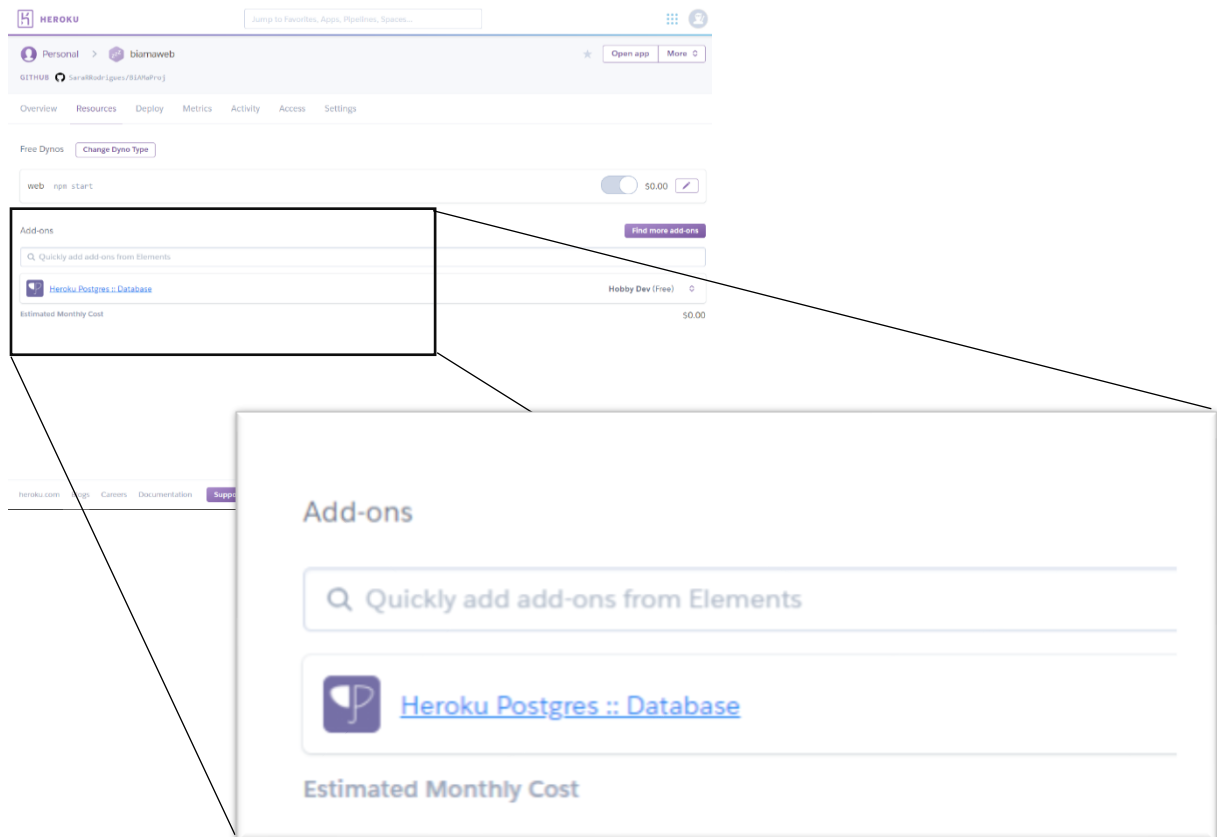 HEROKU
Jump to Favorites, Apps, Pipelines, Spaces...
Personal > biamaweb
Open app More
GITHUB
Overview Resources Deploy Metrics Activity Access Settings
Free Dynos Change Dyno Type
web npm start $0.00
Add-ons Find more add-ons
Quickly add add-ons from Elements
Heroku Postgres :: Database Hobby Dev (Free)
Estimated Monthly Cost $0.00
heroku.com Blogs Careers Documentation Suppo
Add-ons
Quickly add add-ons from Elements
Heroku Postgres :: Database
Estimated Monthly Cost